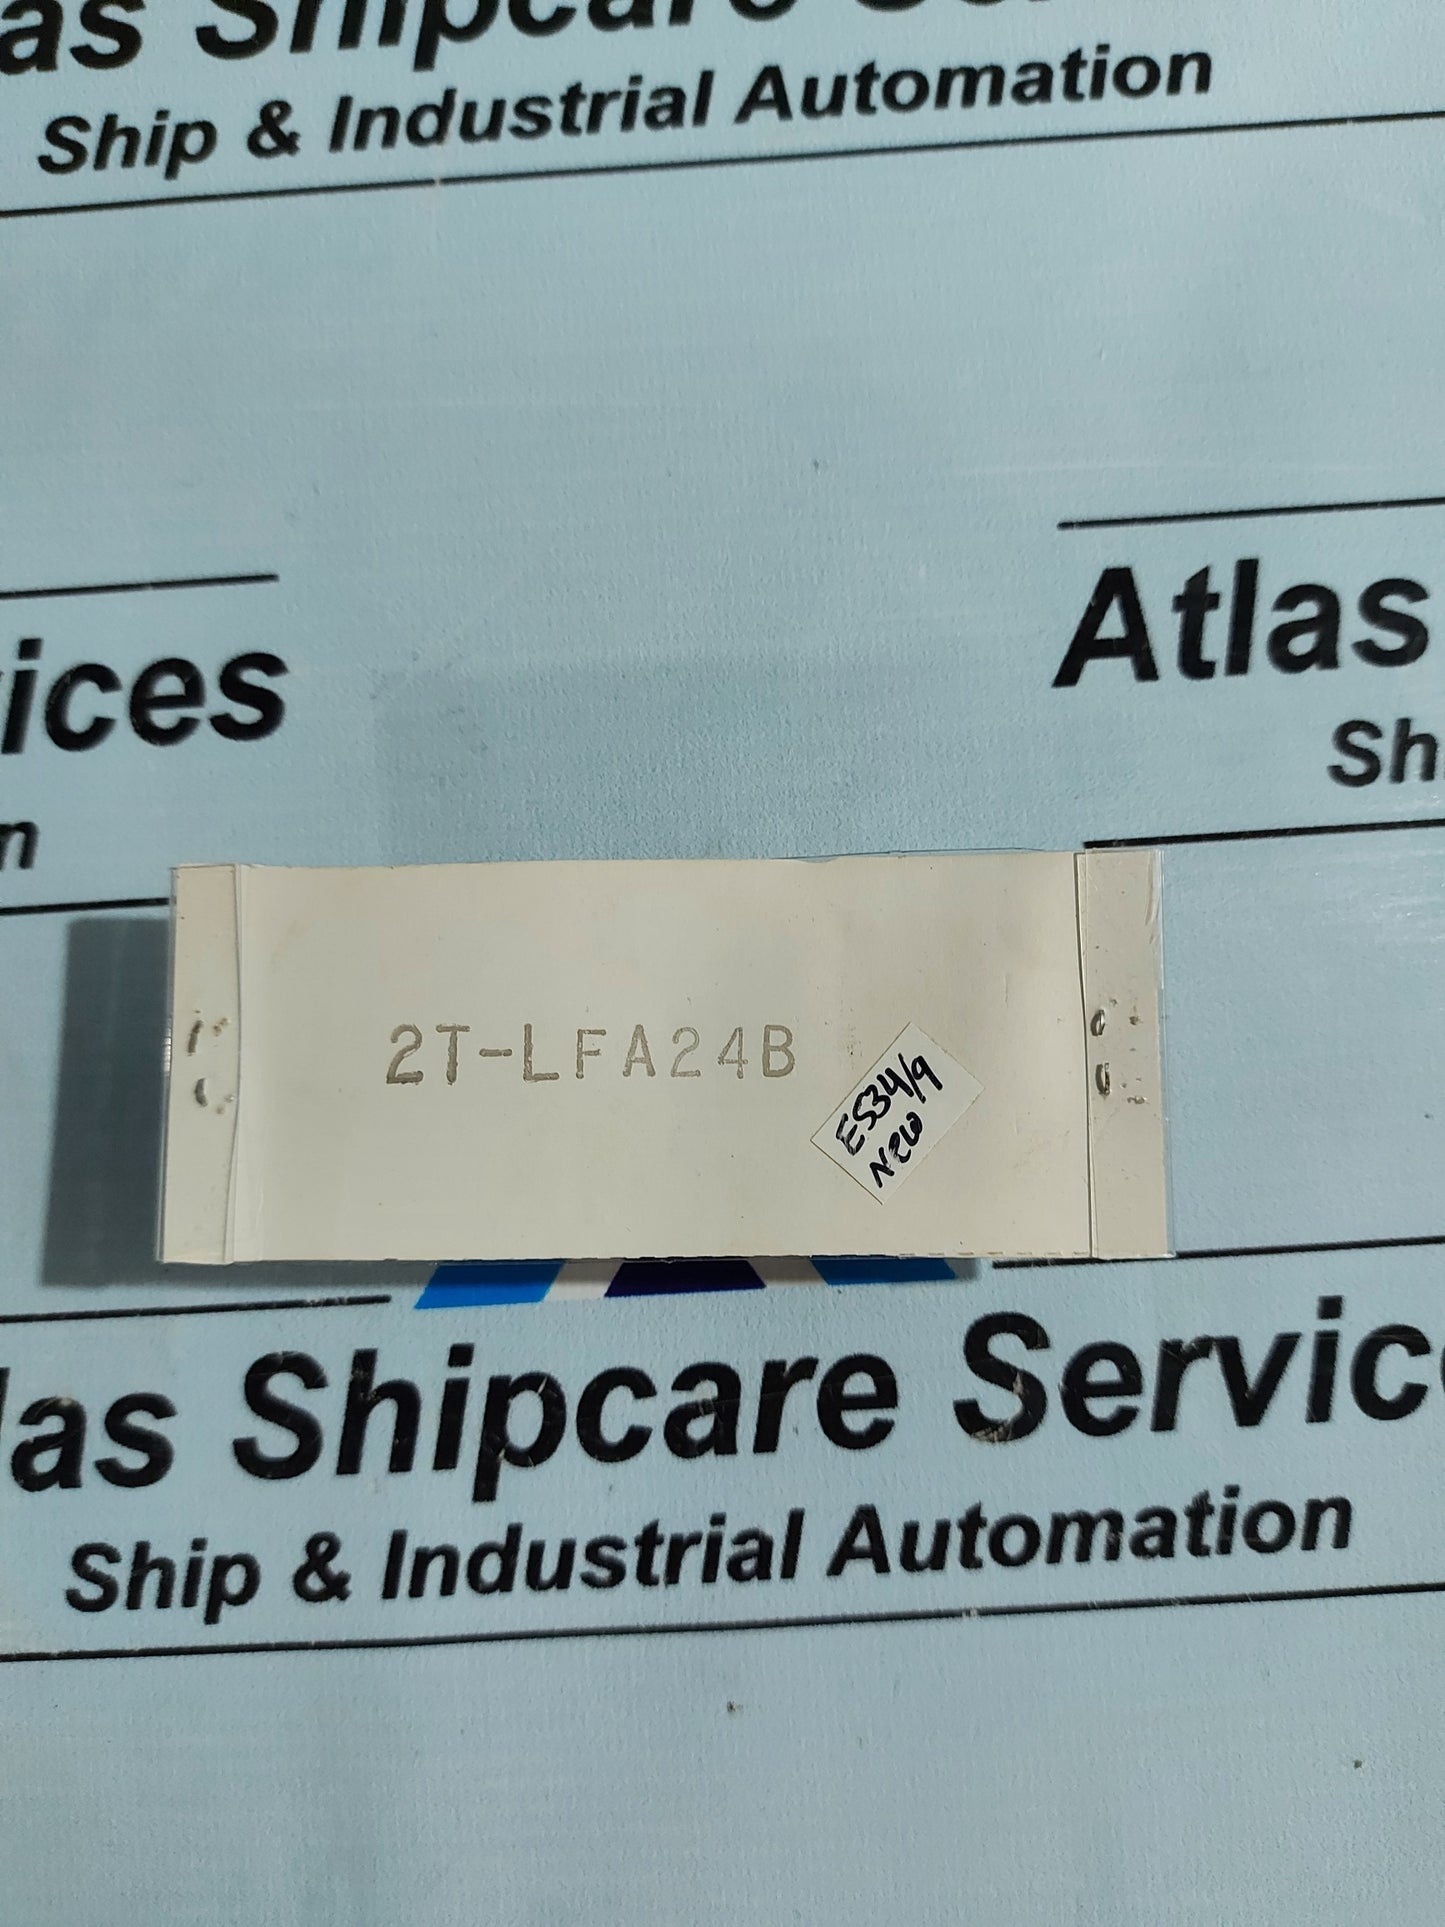 as Shipcare Se
Ship & Industrial Automation
ices
n
Atlas
Sh
2T-LFA24B
ES34/9
New
las Shipcare Servic
Ship & Industrial Automation